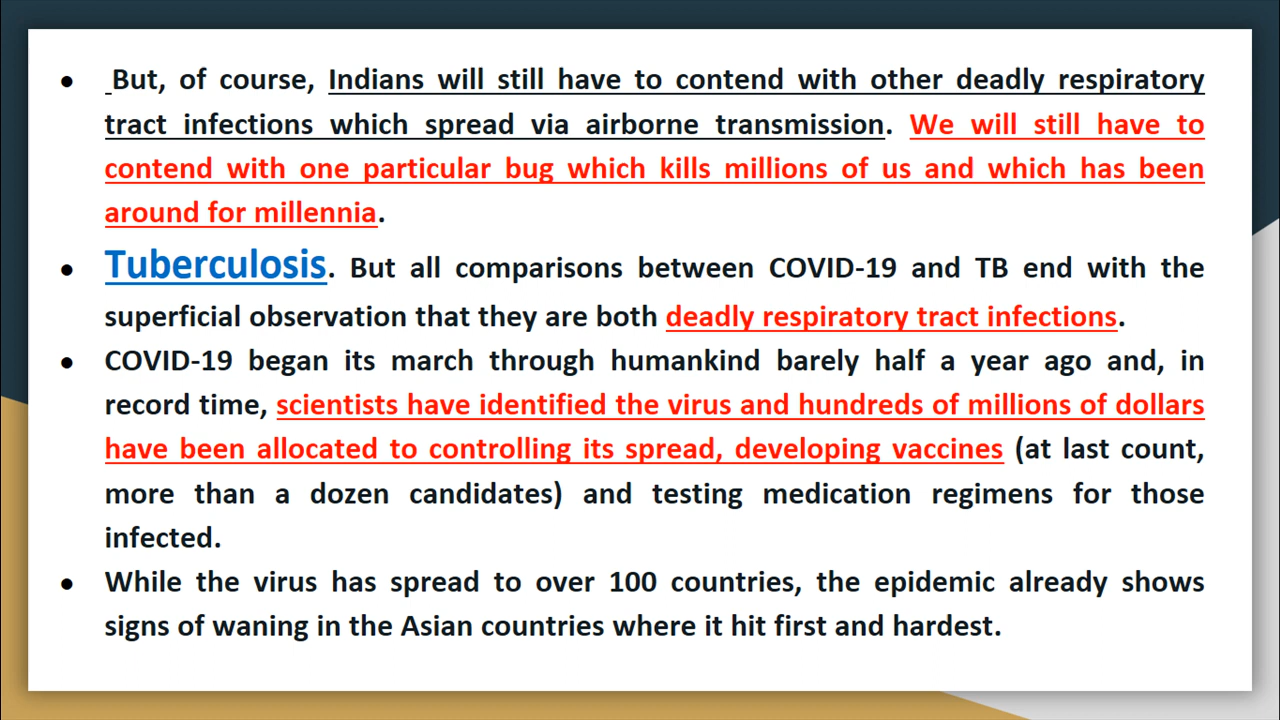 • But, of course, Indians will still have to contend with other deadly respiratory
tract infections which spread via airborne transmission. We will still have to
contend with one particular bug which kills millions of us and which has been
around for millennia.
• Tuberculosis. But all comparisons between COVID-19 and TB end with the
superficial observation that they are both deadly respiratory tract infections.
• COVID-19 began its march through humankind barely half a year ago and, in
record time, scientists have identified the virus and hundreds of millions of dollars
have been allocated to controlling its spread, developing vaccines (at last count,
more than a dozen candidates) and testing medication regimens for those
infected.
• While the virus has spread to over 100 countries, the epidemic already shows
signs of waning in the Asian countries where it hit first and hardest.